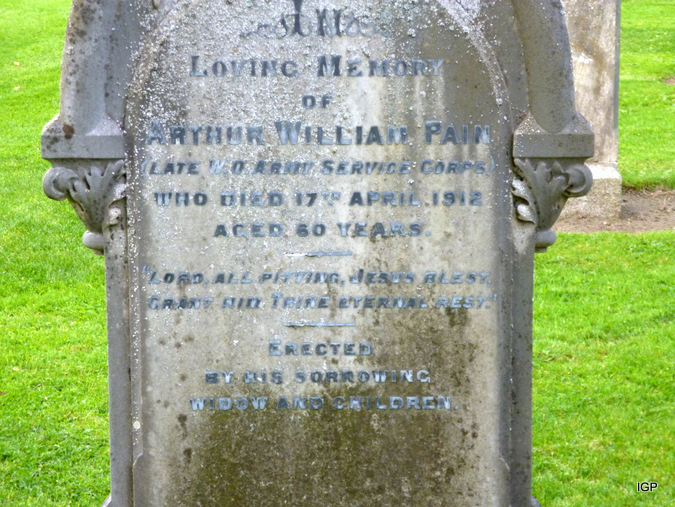 Loving Memory
of
Arthur William Pain
(Late W.O. Army Service Corps)
who died 17th April, 1912
aged 60 years.
"Lord, all pitying, Jesus blest,
Grant him Thine eternal rest."
Erected
by his sorrowing
widow and children.
IGP